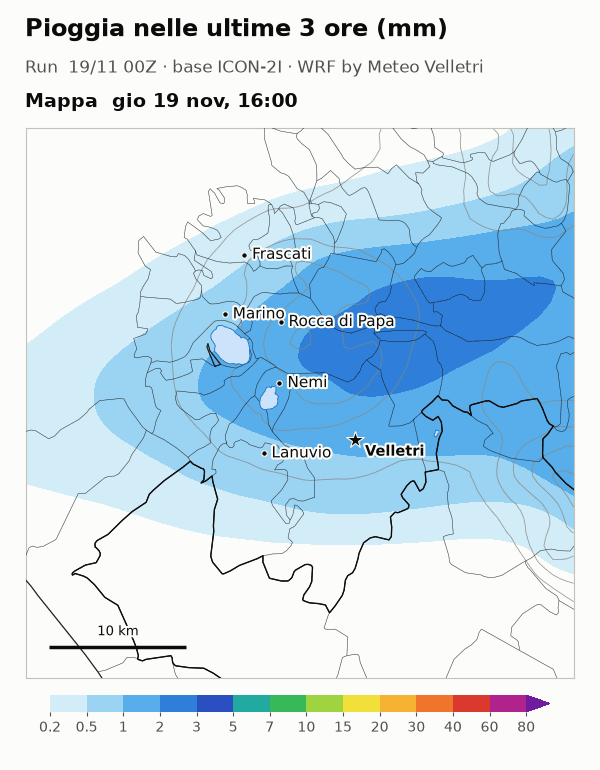 Pioggia nelle ultime 3 ore (mm)
Run  19/11 00Z · base ICON-2I · WRF by Meteo Velletri
Mappa  gio 19 nov, 16:00
Frascati
Marino
Rocca di Papa
Nemi
Velletri
Lanuvio
10 km
0.2 0.5 1 2 3 5 7 10 15 20 30 40 60 80